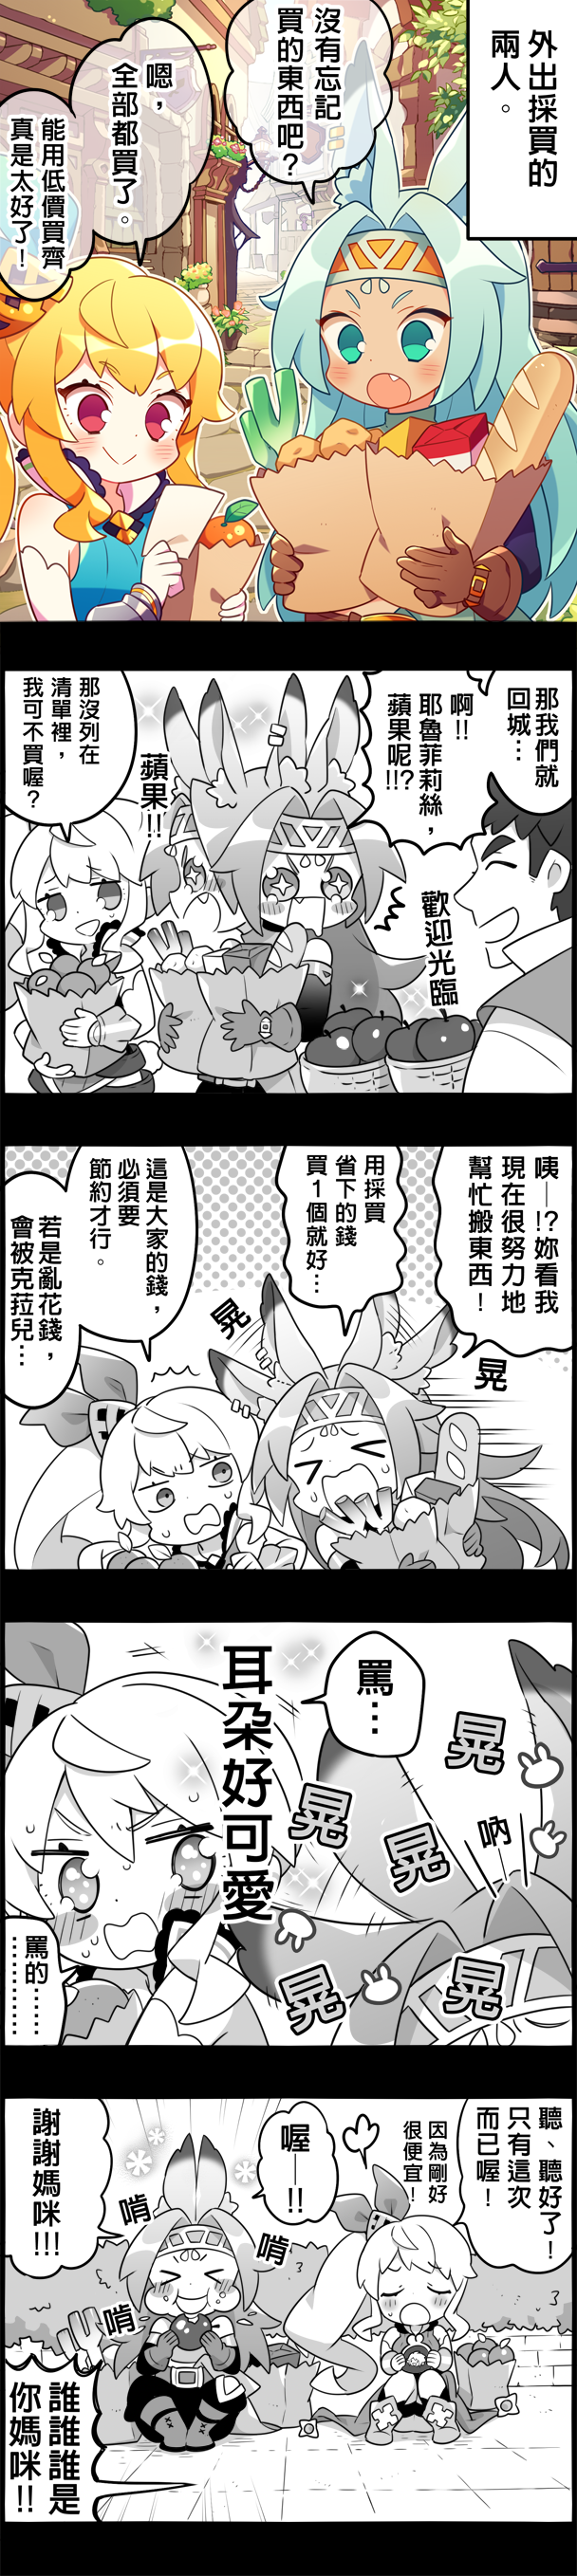 外出採買的
兩人。
沒有忘記
買的東西吧？
嗯，
全部都買了。
能用低價買齊
真是太好了！
那我們就
回城…
啊!!
耶魯菲莉絲，
蘋果呢!!?
歡迎光臨
蘋果!!
那沒列在
清單裡，
我可不買喔？
咦—!?妳看我
現在很努力地
幫忙搬東西！
用採買
省下的錢
買1個就好…
晃
晃
這是大家的錢，
必須要
節約才行。
若是亂花錢，
會被克菈兒…
罵…
晃
晃
晃
吶—
晃
晃
耳朵好可愛
罵的……
…………
聽、聽好了！
只有這次
而已喔！
因為剛好
很便宜！
喔—!!
啃
啃
啃
謝謝媽咪!!!
誰誰誰是
你媽咪!!